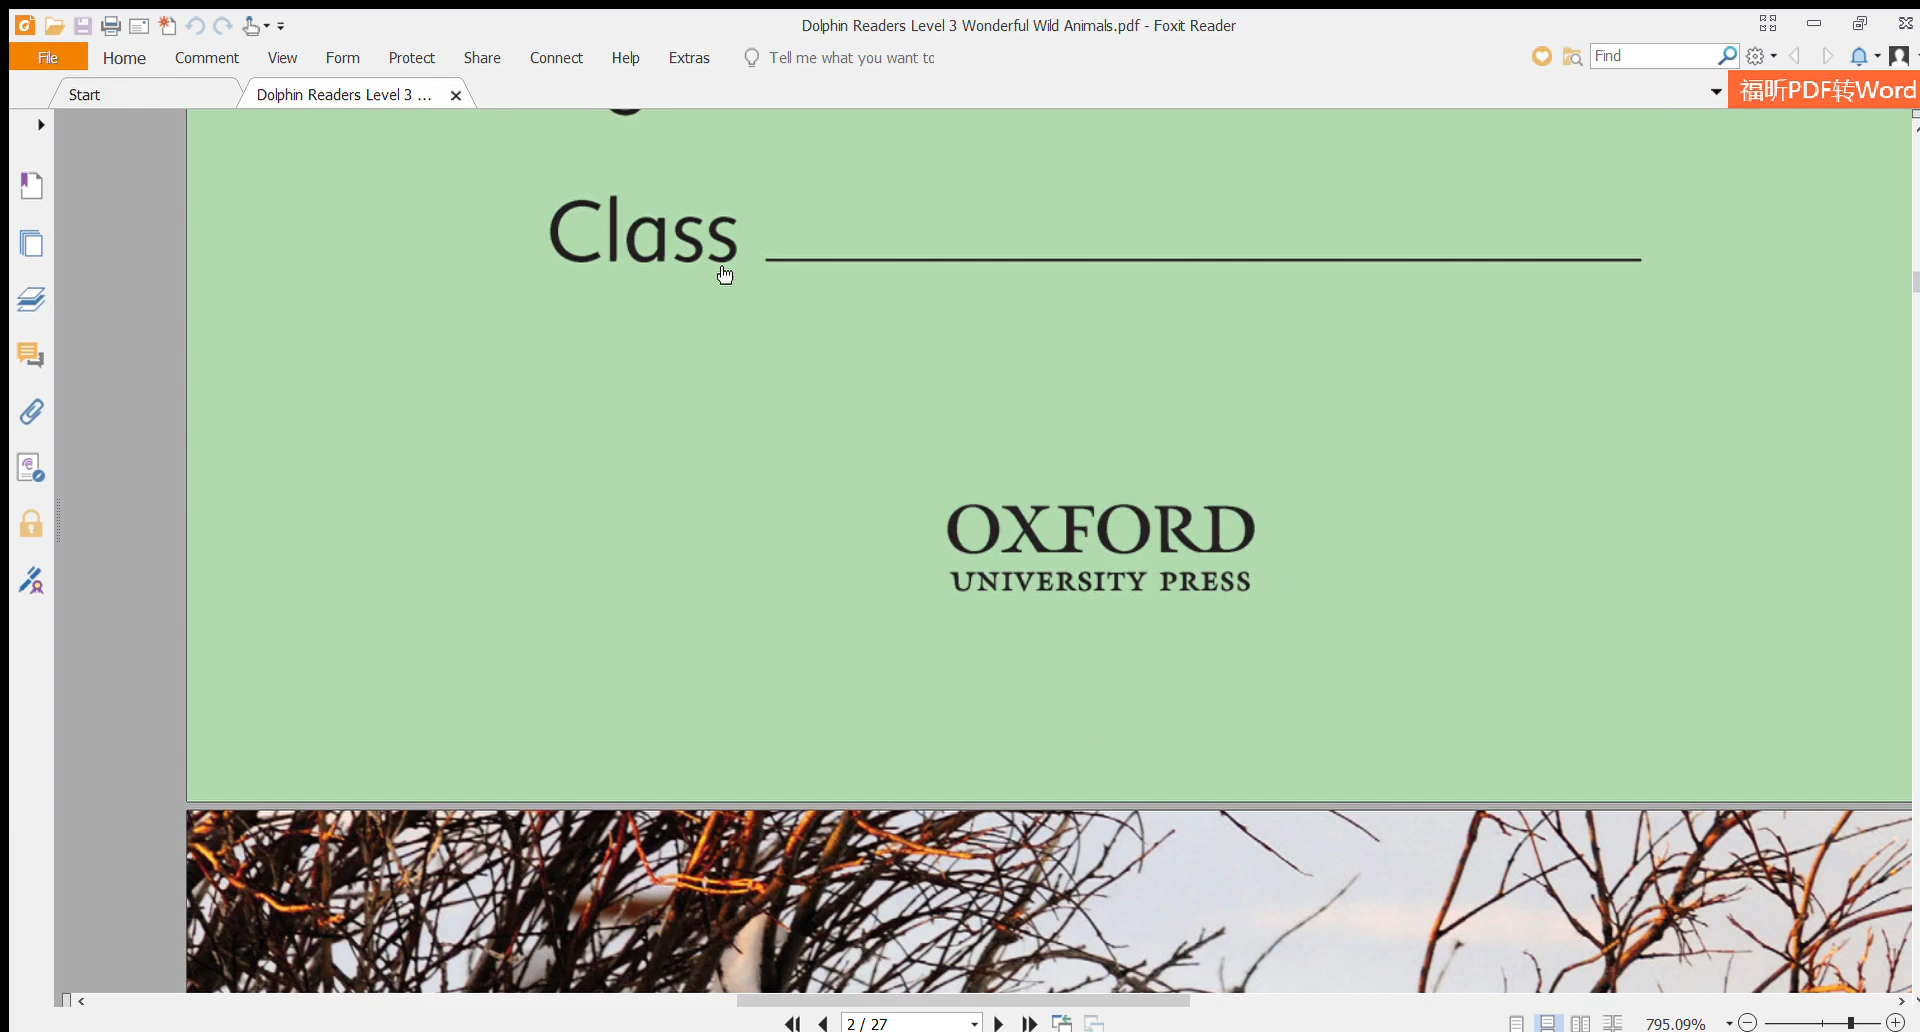 Dolphin Readers Level 3 Wonderful Wild Animals.pdf - Foxit Reader
File Home Comment View Form Protect Share Connect Help Extras Tell me what you want to Find
Start Dolphin Readers Level 3 ... 福昕PDF转Word
Class
OXFORD
UNIVERSITY PRESS
2 / 27 795.09%